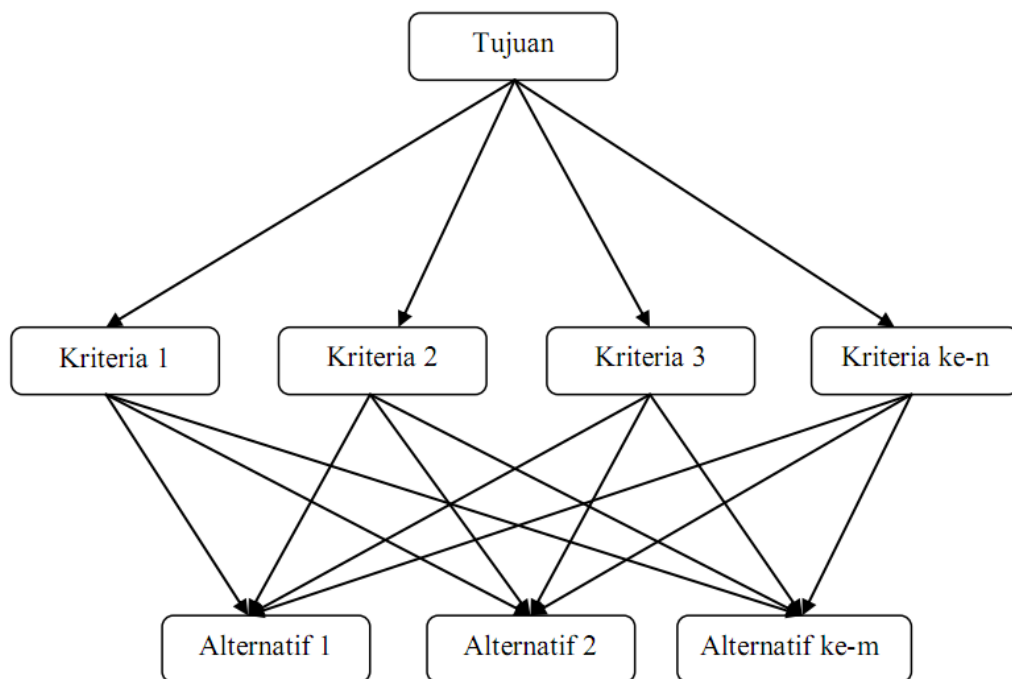 Tujuan
Kriteria 1
Kriteria 2
Kriteria 3
Kriteria ke-n
Alternatif 1
Alternatif 2
Alternatif ke-m